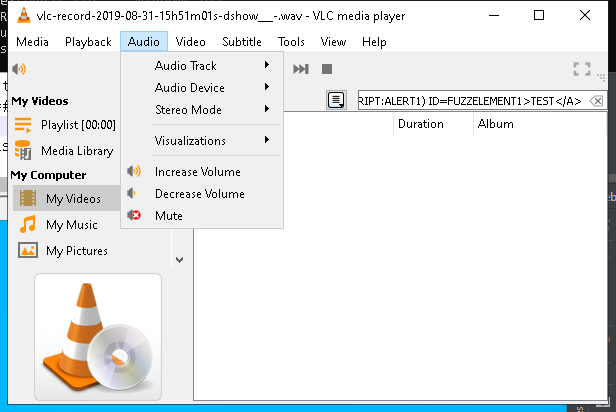 vlc-record-2019-08-31-15h51m01s-dshow__-.wav - VLC media player
Media Playback Audio Video Subtitle Tools View Help
Audio Track
Audio Device
Stereo Mode
Visualizations
Increase Volume
Decrease Volume
Mute
My Videos
Playlist [00:00]
Media Library
My Computer
My Videos
My Music
My Pictures
RIPT:ALERT1) ID=FUZZELEMENT1>TEST</A>
Duration Album